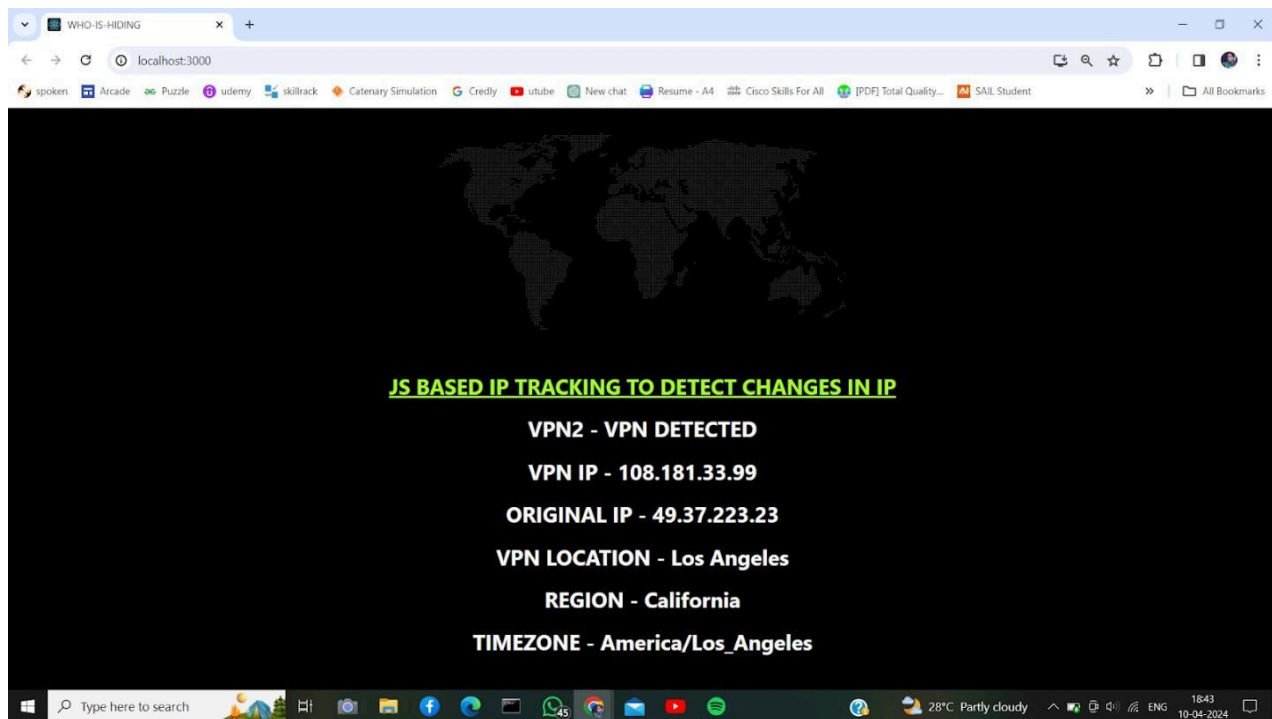 WHO-IS-HIDING
localhost:3000
spoken Arcade Puzzle udemy skillrack Catenary Simulation Credly utube New chat Resume - A4 Cisco Skills For All [PDF] Total Quality... SAIL Student » All Bookmarks
JS BASED IP TRACKING TO DETECT CHANGES IN IP
VPN2 - VPN DETECTED
VPN IP - 108.181.33.99
ORIGINAL IP - 49.37.223.23
VPN LOCATION - Los Angeles
REGION - California
TIMEZONE - America/Los_Angeles
Type here to search 45 28°C Partly cloudy ENG 18:43
10-04-2024